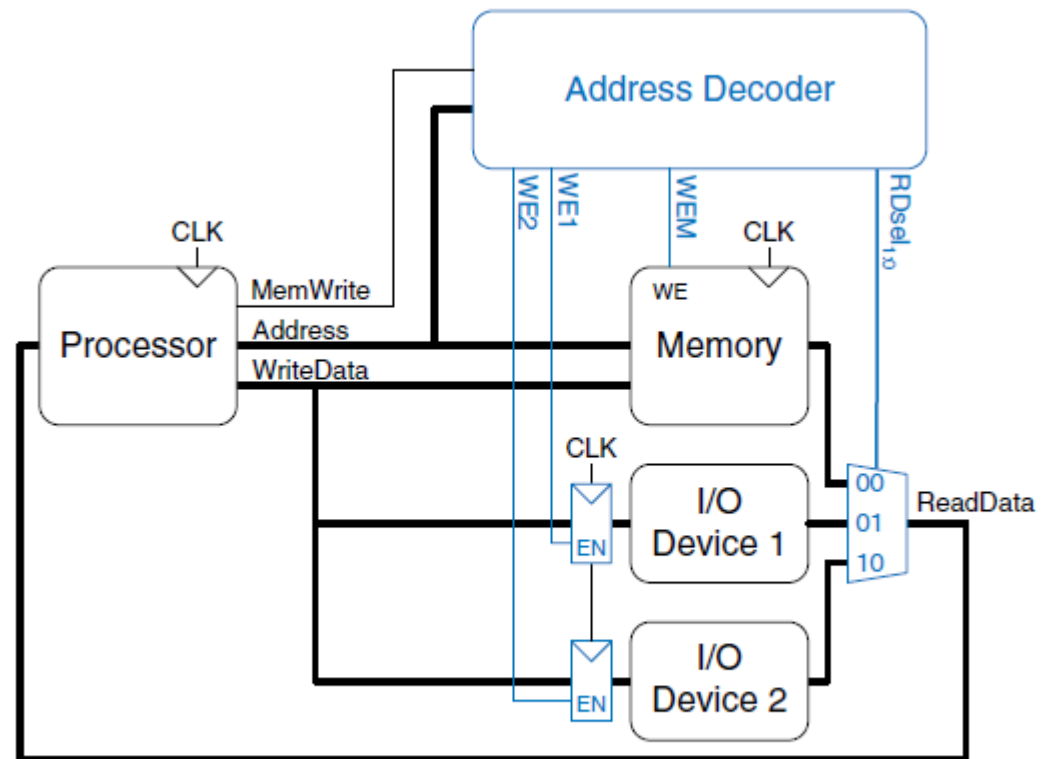 Address Decoder
WE2
WE1
WEM
RDsel1:0
CLK
CLK
MemWrite
WE
Processor
Address
Memory
WriteData
CLK
I/O
Device 1
EN
00
01
10
ReadData
I/O
Device 2
EN